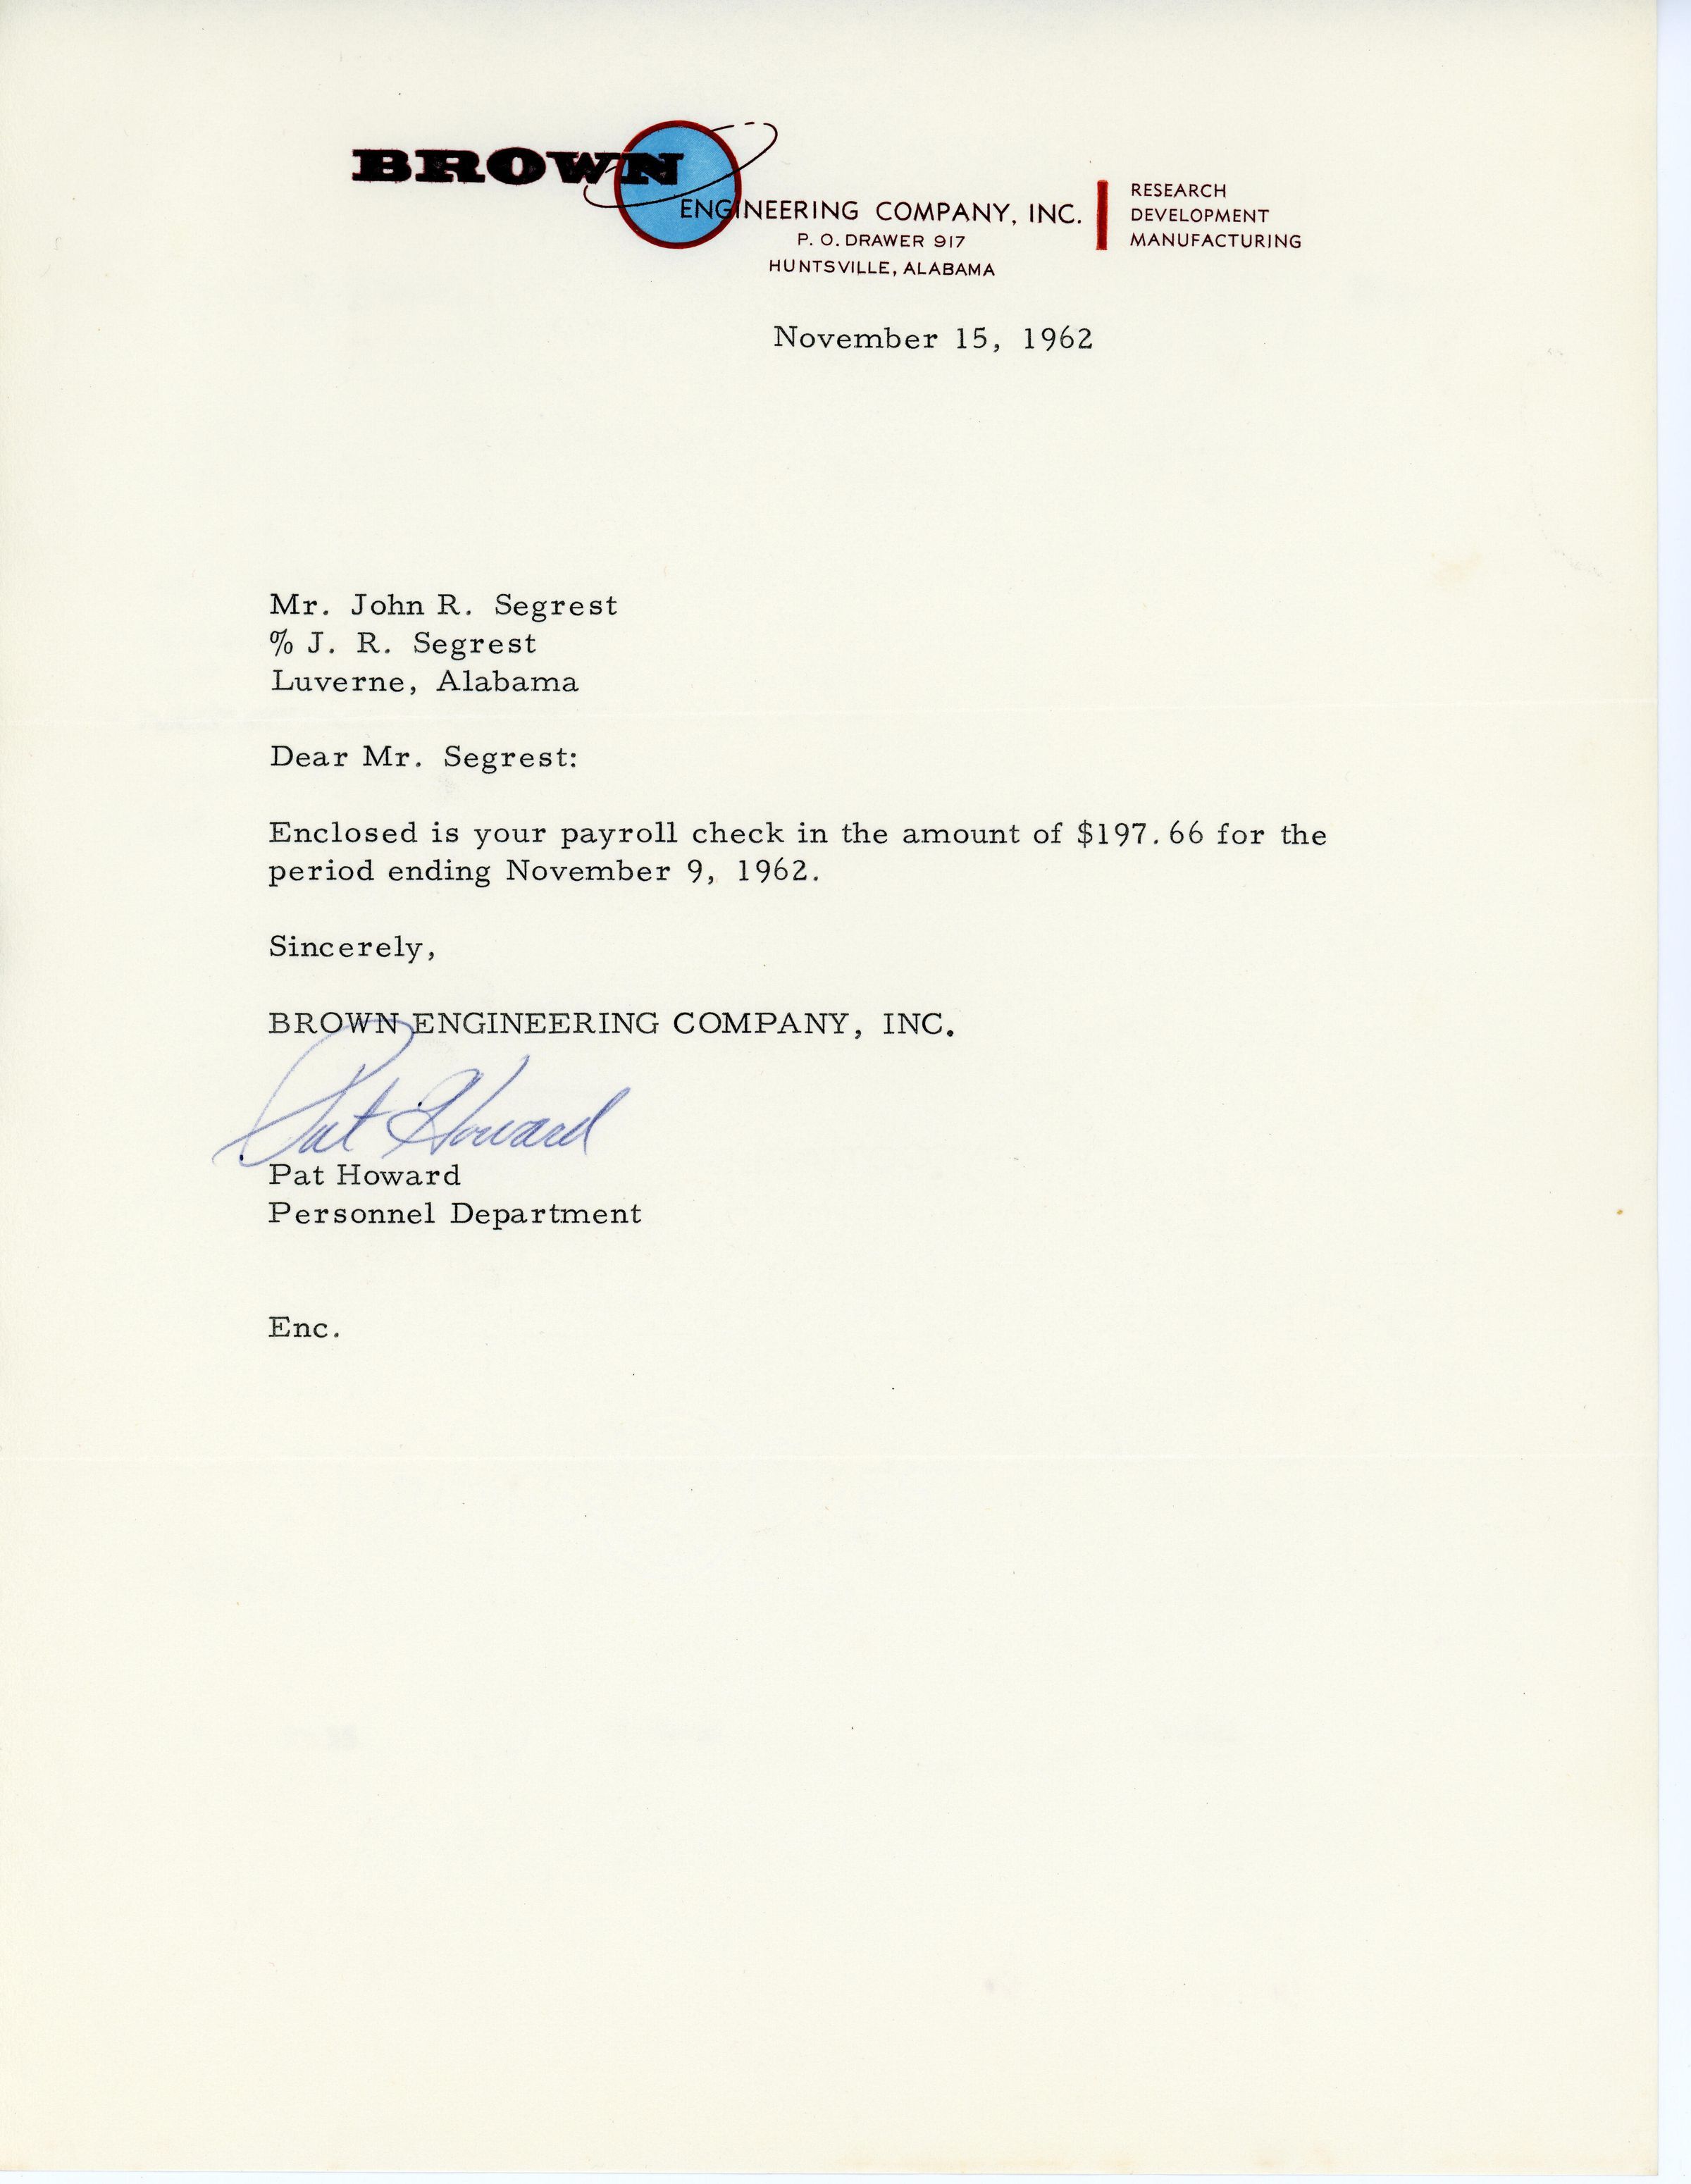 BROWN
ENGINEERING COMPANY, INC.
P. O. DRAWER 917
HUNTSVILLE, ALABAMA
RESEARCH
DEVELOPMENT
MANUFACTURING
November 15, 1962
Mr. John R. Segrest
% J. R. Segrest
Luverne, Alabama
Dear Mr. Segrest:
Enclosed is your payroll check in the amount of $197.66 for the
period ending November 9, 1962.
Sincerely,
BROWN ENGINEERING COMPANY, INC.
Pat Howard
Pat Howard
Personnel Department
Enc.